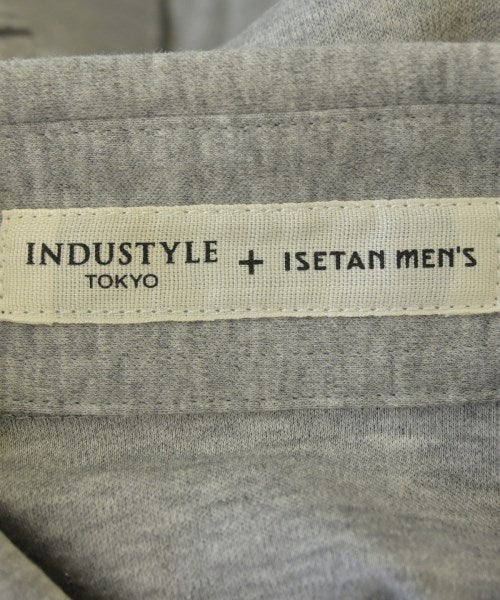 INDUSTYLE + ISETAN MEN'S
TOKYO